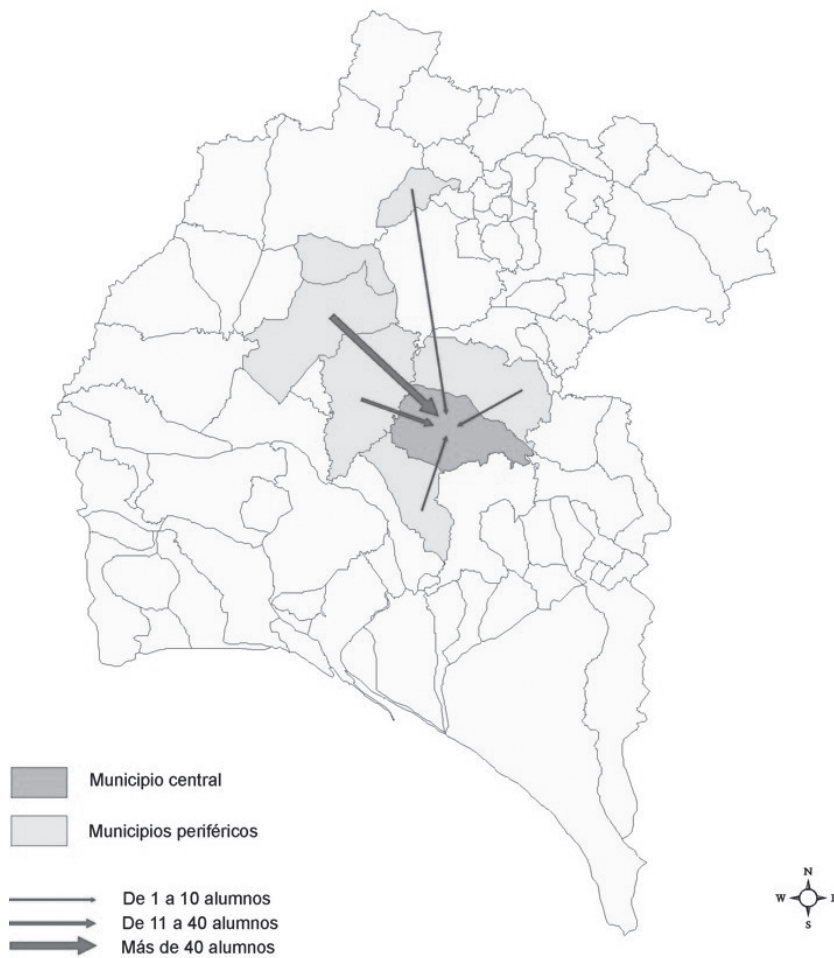 Municipio central
Municipios periféricos
De 1 a 10 alumnos
De 11 a 40 alumnos
Más de 40 alumnos
N
W E
S